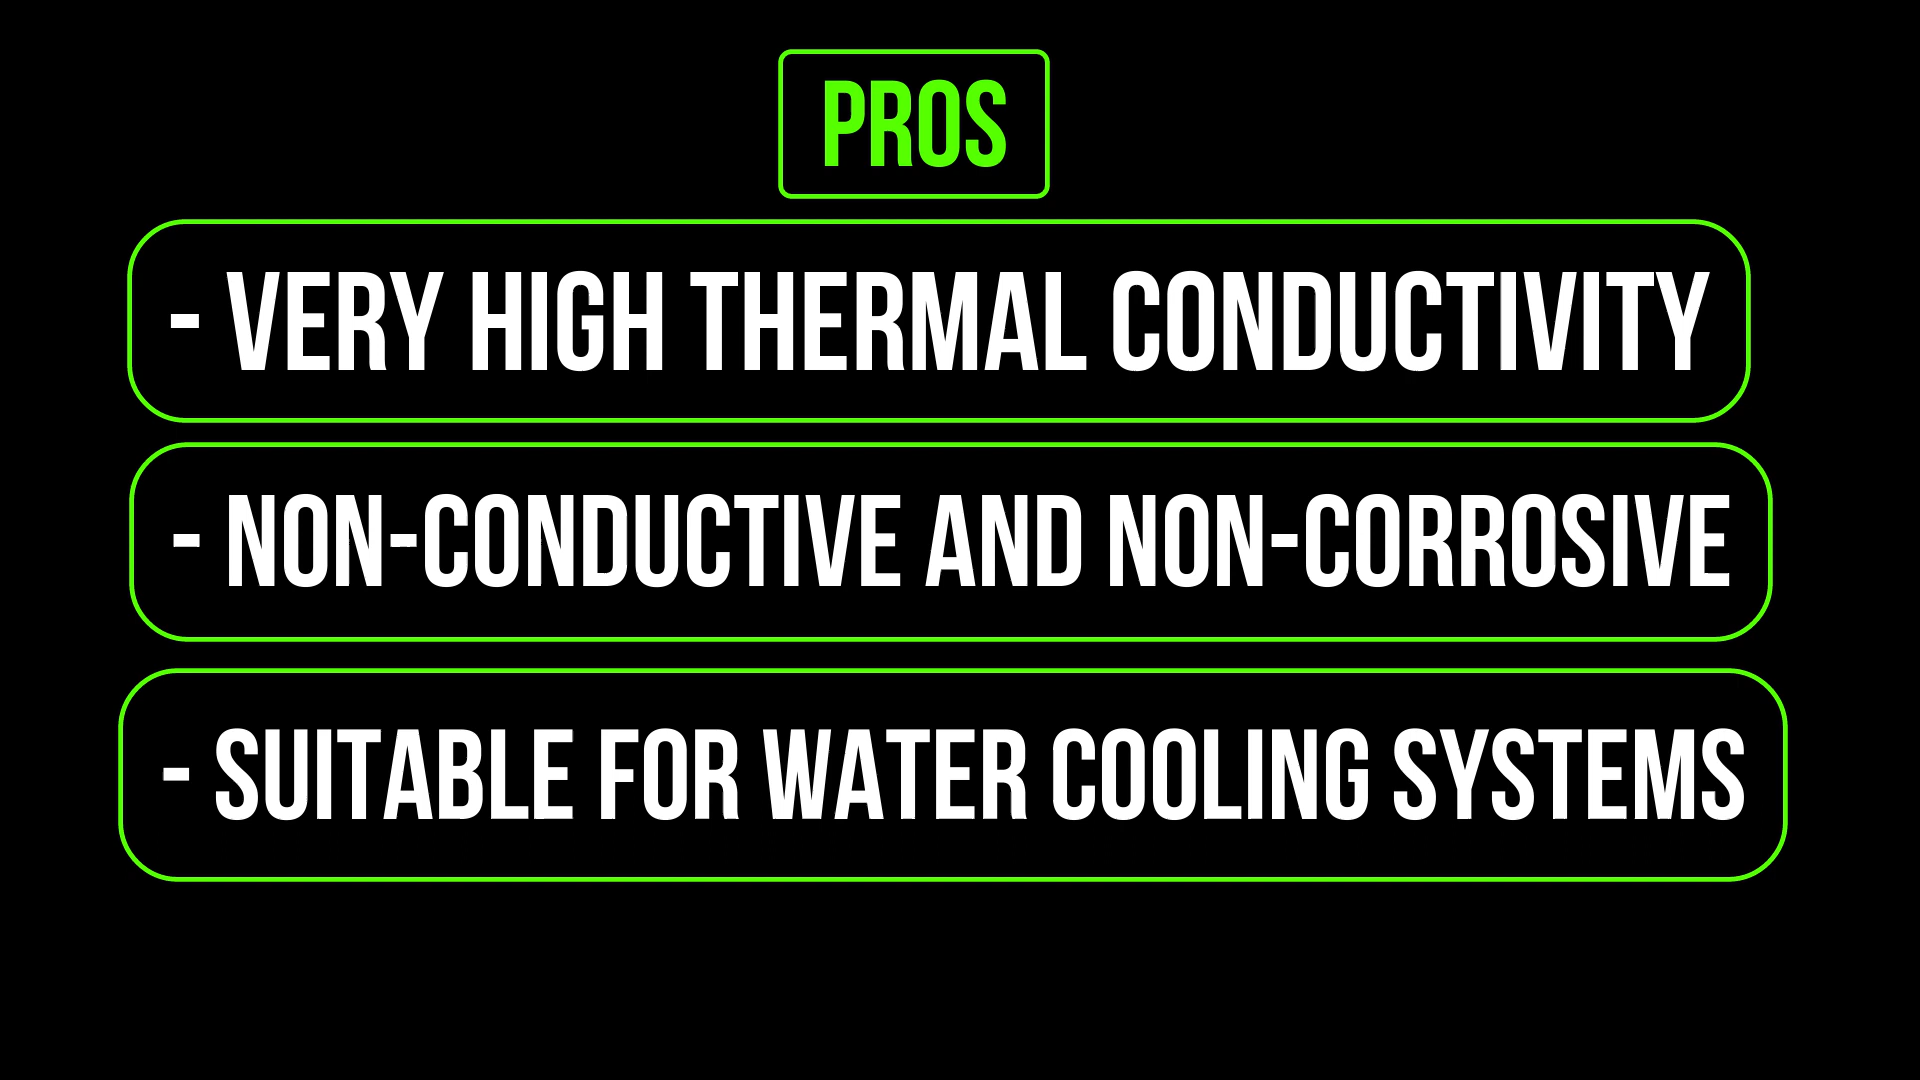 PROS
- VERY HIGH THERMAL CONDUCTIVITY
- NON-CONDUCTIVE AND NON-CORROSIVE
- SUITABLE FOR WATER COOLING SYSTEMS